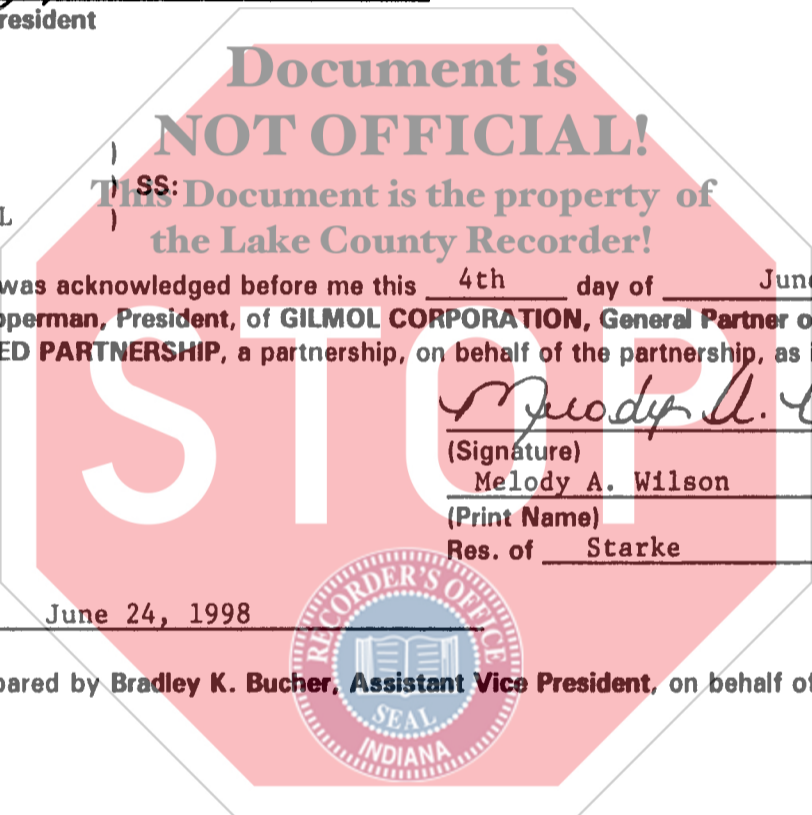 resident
Document is
NOT OFFICIAL!
) 
) SS:
This Document is the property of
L )
the Lake County Recorder!
was acknowledged before me this 4th day of June
pperman, President, of GILMOL CORPORATION, General Partner o
ED PARTNERSHIP, a partnership, on behalf of the partnership, as
STOP
Melody A.
(Signature)
Melody A. Wilson
(Print Name)
Res. of Starke
June 24, 1998
RECORDER'S OFFICE
SEAL
INDIANA
pared by Bradley K. Bucher, Assistant Vice President, on behalf of